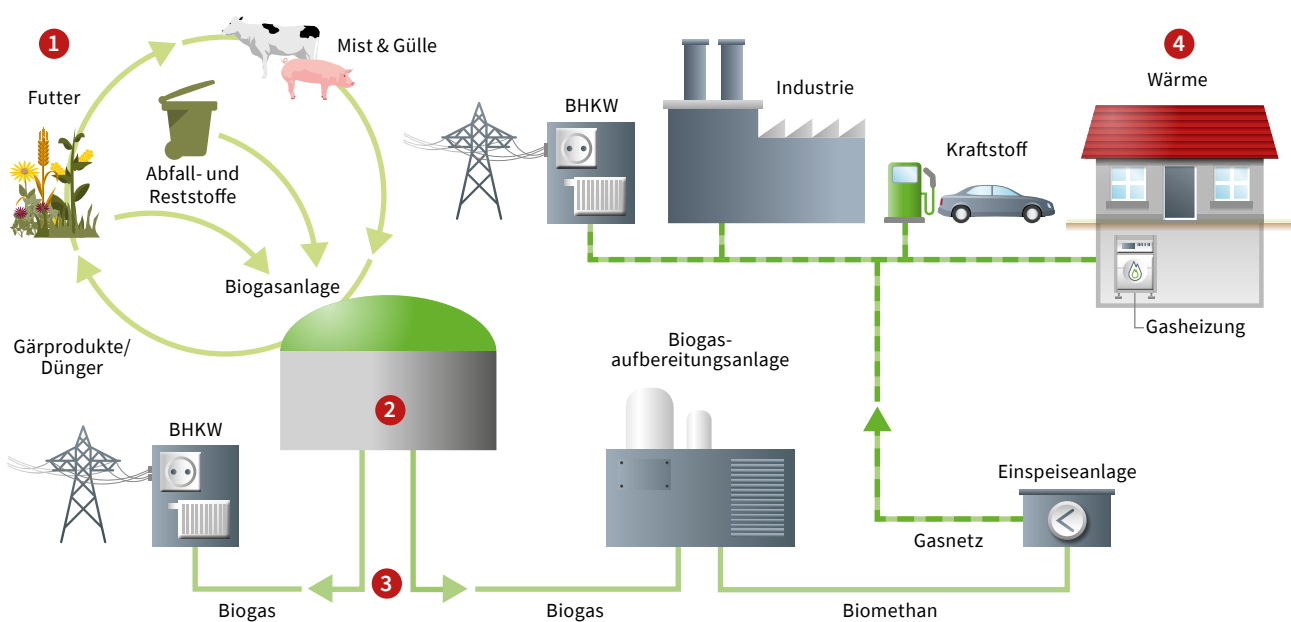 1
Futter
Mist & Gülle
Abfall- und
Reststoffe
Biogasanlage
Gärprodukte/
Dünger
2
BHKW
3
Biogas
Biogas
Biogas-
aufbereitungsanlage
Biomethan
Einspeiseanlage
Gasnetz
BHKW
Industrie
Kraftstoff
4
Wärme
Gasheizung